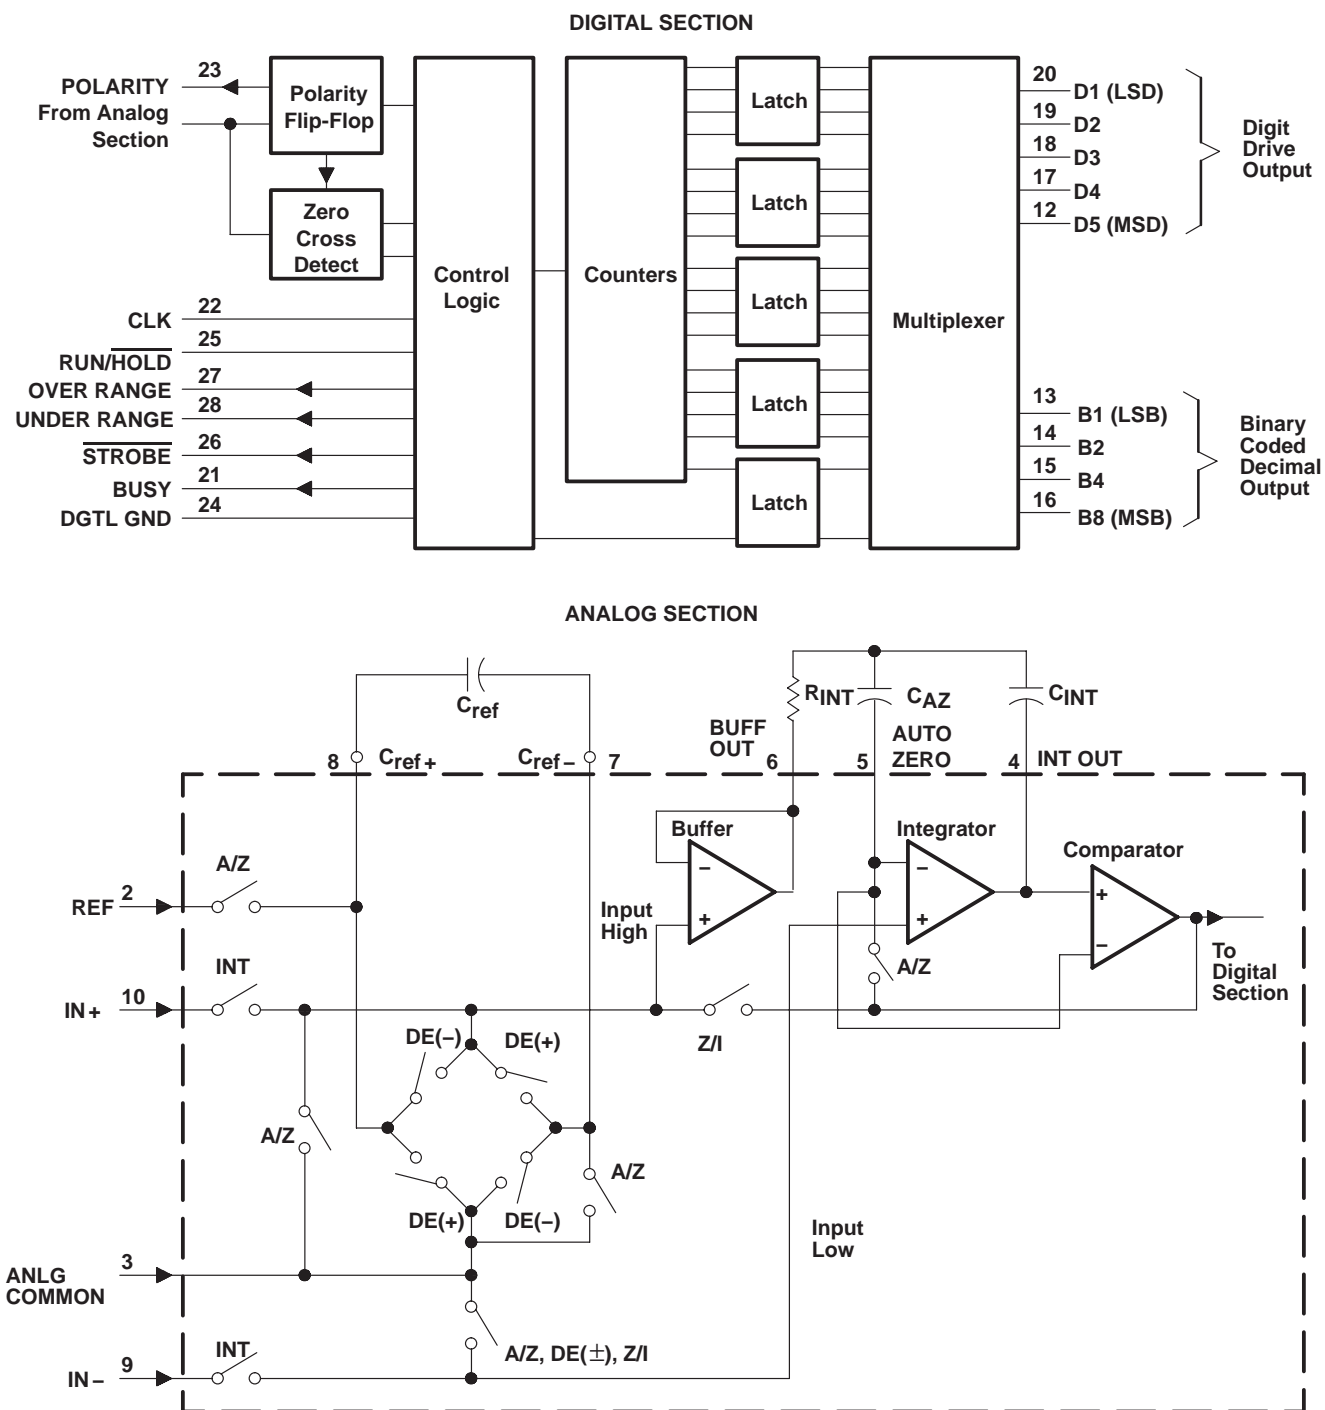 DIGITAL SECTION
POLARITY
23
From Analog
Section
Polarity
Flip-Flop
Zero
Cross
Detect
CLK
22
RUN/HOLD
25
OVER RANGE
27
UNDER RANGE
28
STROBE
26
BUSY
21
DGTL GND
24
Control
Logic
Counters
Latch
Latch
Latch
Latch
Latch
Multiplexer
20
D1 (LSD)
19
D2
18
D3
17
D4
12
D5 (MSD)
Digit
Drive
Output
13
B1 (LSB)
14
B2
15
B4
16
B8 (MSB)
Binary
Coded
Decimal
Output
ANALOG SECTION
Cref
8
Cref +
Cref –
7
BUFF
OUT
6
RINT
CAZ
CINT
5
AUTO
ZERO
4
INT OUT
REF
2
A/Z
Buffer
–
+
Input
High
Integrator
–
+
Comparator
+
–
To
Digital
Section
A/Z
IN+
10
INT
Z/I
DE(–)
DE(+)
A/Z
A/Z
DE(+)
DE(–)
Input
Low
ANLG
COMMON
3
A/Z, DE(±), Z/I
IN–
9
INT